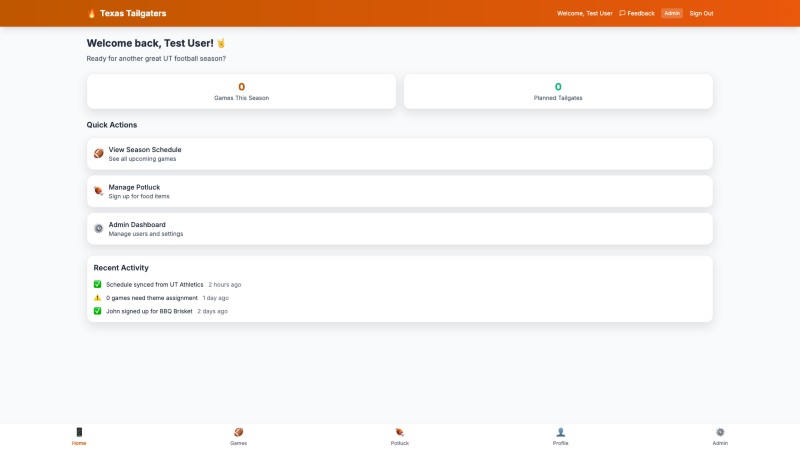 Texas Tailgaters
Welcome, Test User
Feedback
Admin
Sign Out
Welcome back, Test User!
Ready for another great UT football season?
0
Games This Season
0
Planned Tailgates
Quick Actions
View Season Schedule
See all upcoming games
Manage Potluck
Sign up for food items
Admin Dashboard
Manage users and settings
Recent Activity
Schedule synced from UT Athletics 2 hours ago
0 games need theme assignment 1 day ago
John signed up for BBQ Brisket 2 days ago
Home
Games
Potluck
Profile
Admin